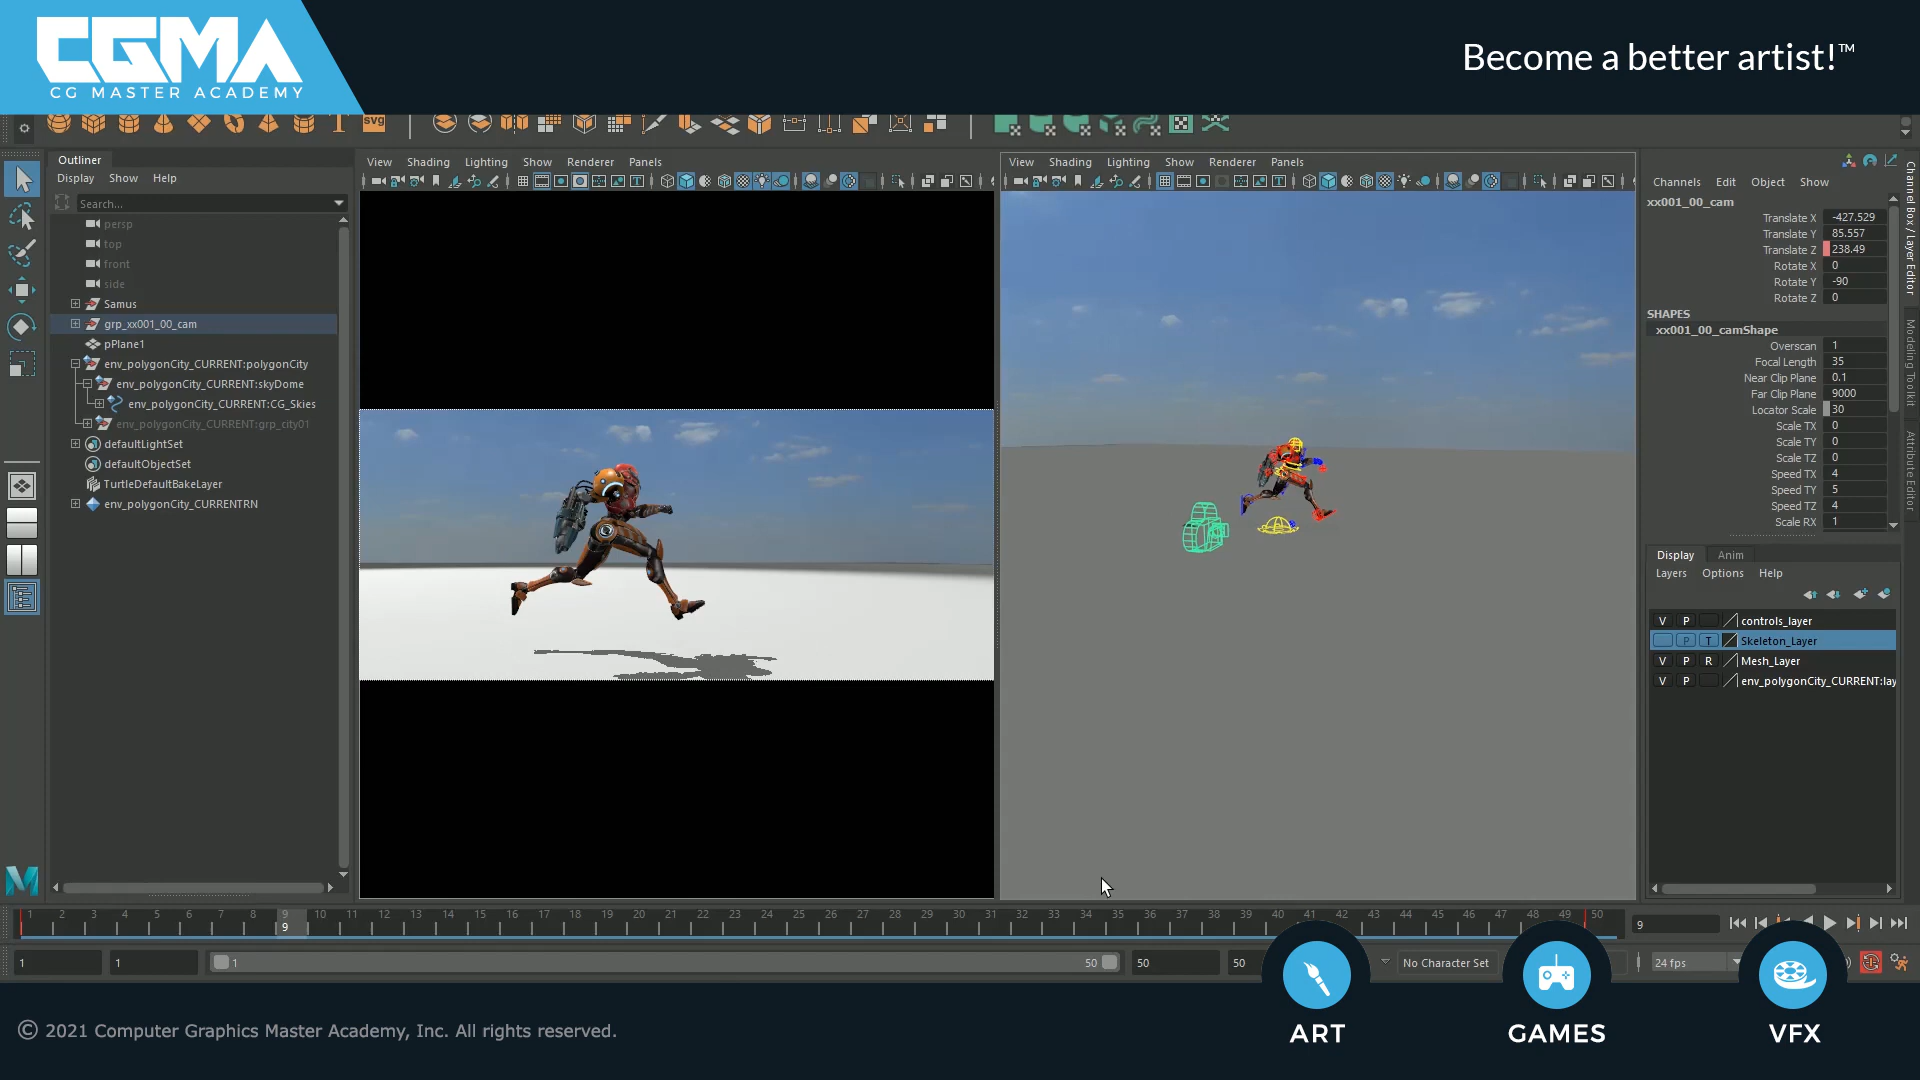 CGMA
CG MASTER ACADEMY
Become a better artist!™
svg
Outliner
Display Show Help
Search...
persp
top
front
side
Samus
grp_xx001_00_cam
pPlane1
env_polygonCity_CURRENT:polygonCity
env_polygonCity_CURRENT:skyDome
env_polygonCity_CURRENT:CG_Skies
env_polygonCity_CURRENT:grp_city01
defaultLightSet
defaultObjectSet
TurtleDefaultBakeLayer
env_polygonCity_CURRENTRN
View Shading Lighting Show Renderer Panels
View Shading Lighting Show Renderer Panels
Channels Edit Object Show
xx001_00_cam
Translate X -427.529
Translate Y 85.557
Translate Z 238.49
Rotate X 0
Rotate Y -90
Rotate Z 0
SHAPES
xx001_00_camShape
Overscan 1
Focal Length 35
Near Clip Plane 0.1
Far Clip Plane 9000
Locator Scale 30
Scale TX 0
Scale TY 0
Scale TZ 0
Speed TX 4
Speed TY 5
Speed TZ 4
Scale RX 1
Channel Box / Layer Editor
Modeling Toolkit
Attribute Editor
Display Anim
Layers Options Help
V P controls_layer
P T Skeleton_Layer
V P R Mesh_Layer
V P env_polygonCity_CURRENT:lay
1 2 3 4 5 6 7 8 9 10 11 12 13 14 15 16 17 18 19 20 21 22 23 24 25 26 27 28 29 30 31 32 33 34 35 36 37 38 39 40 41 42 43 44 45 46 47 48 49 50
9
9
1 1 1 50 50 50 No Character Set 24 fps
ART GAMES VFX
© 2021 Computer Graphics Master Academy, Inc. All rights reserved.